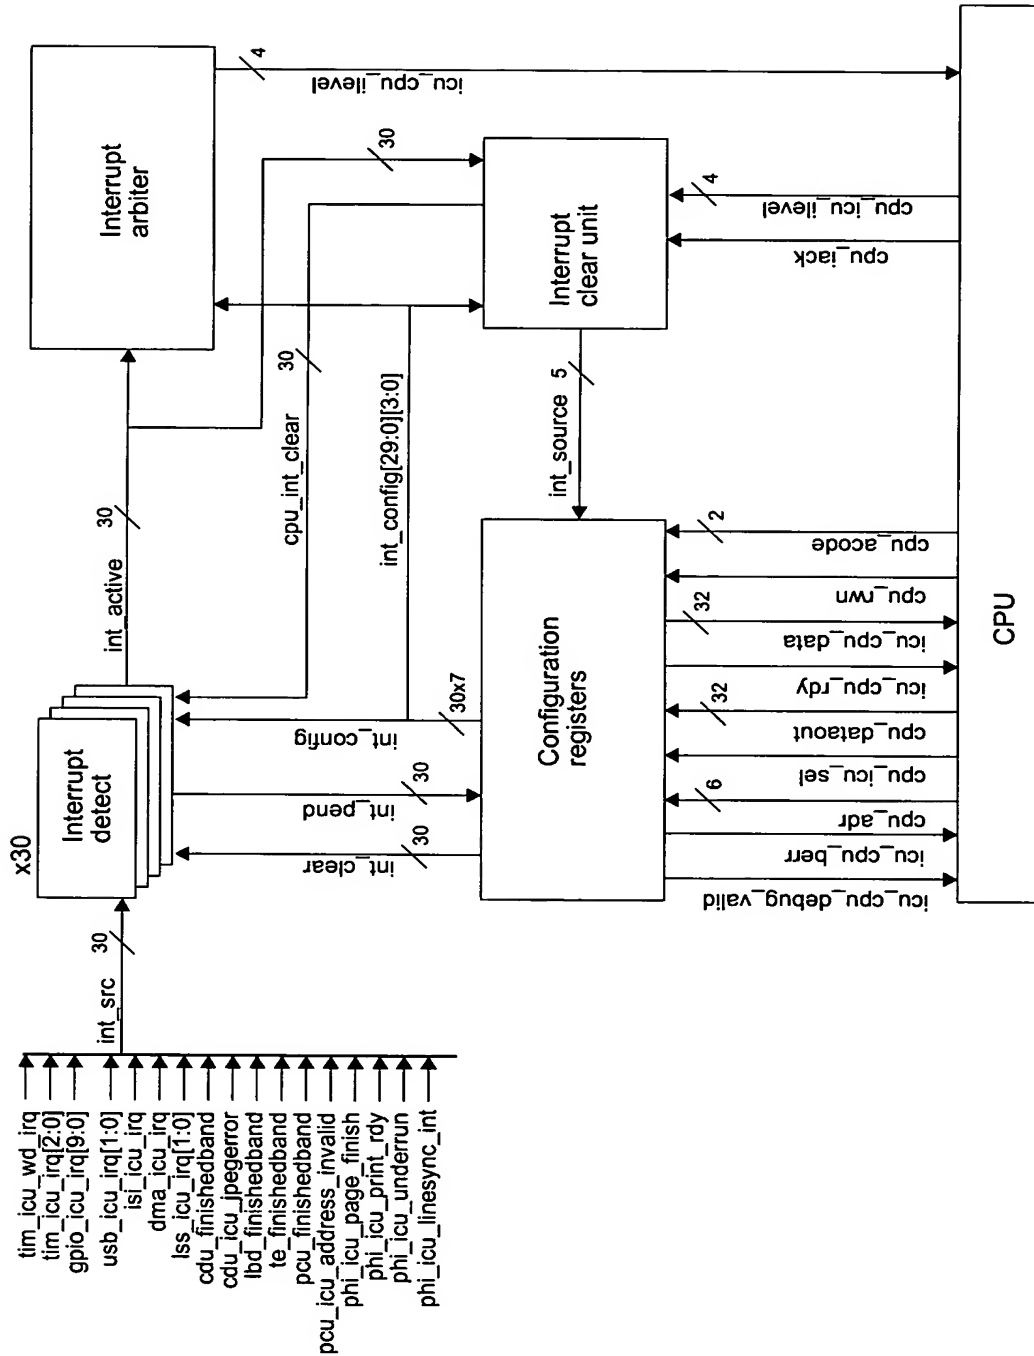 tim_icu_wd_irq
tim_icu_irq[2:0]
gpio_icu_irq[9:0]
usb_icu_irq[1:0]
isi_icu_irq
dma_icu_irq
lss_icu_irq[1:0]
cdu_finishedband
cdu_icu_jpegerror
lbd_finishedband
te_finishedband
pcu_finishedband
pcu_icu_address_invalid
phi_icu_page_finish
phi_icu_print_rdy
phi_icu_underrun
phi_icu_linesync_int
int_src
30
x30
Interrupt
detect
int_active
30
Interrupt
arbiter
4
icu_cpu_ilevel
30
cpu_int_clear
30
int_config[29:0][3:0]
int_clear
30
int_pend
30
int_config
30x7
Configuration
registers
int_source
5
Interrupt
clear unit
cpu_iack
cpu_icu_ilevel
4
icu_cpu_debug_valid
icu_cpu_berr
cpu_adr
6
cpu_icu_sel
cpu_dataout
32
icu_cpu_rdy
icu_cpu_data
32
cpu_rwn
cpu_acode
2
CPU